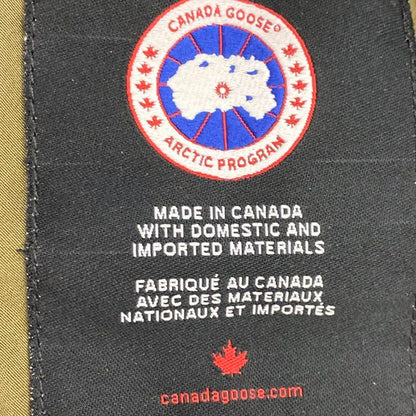 CANADA GOOSE®
ARCTIC PROGRAM
MADE IN CANADA
WITH DOMESTIC AND
IMPORTED MATERIALS
FABRIQUÉ AU CANADA
AVEC DES MATERIAUX
NATIONAUX ET IMPORTÉS
canadagoose.com